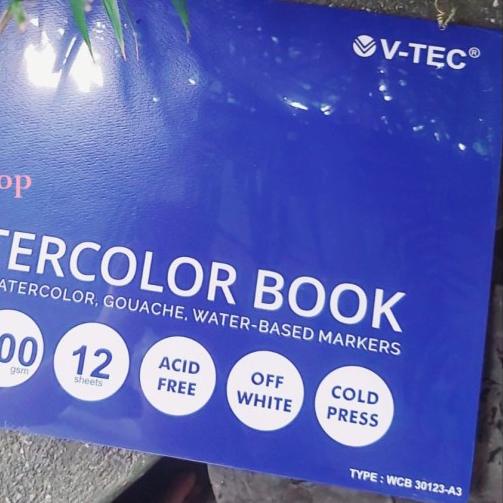 V-TEC®
op
TERCOLOR BOOK
ATERCOLOR, GOUACHE, WATER-BASED MARKERS
00 gsm
12 sheets
ACID FREE
OFF WHITE
COLD PRESS
TYPE : WCB 30123-A3